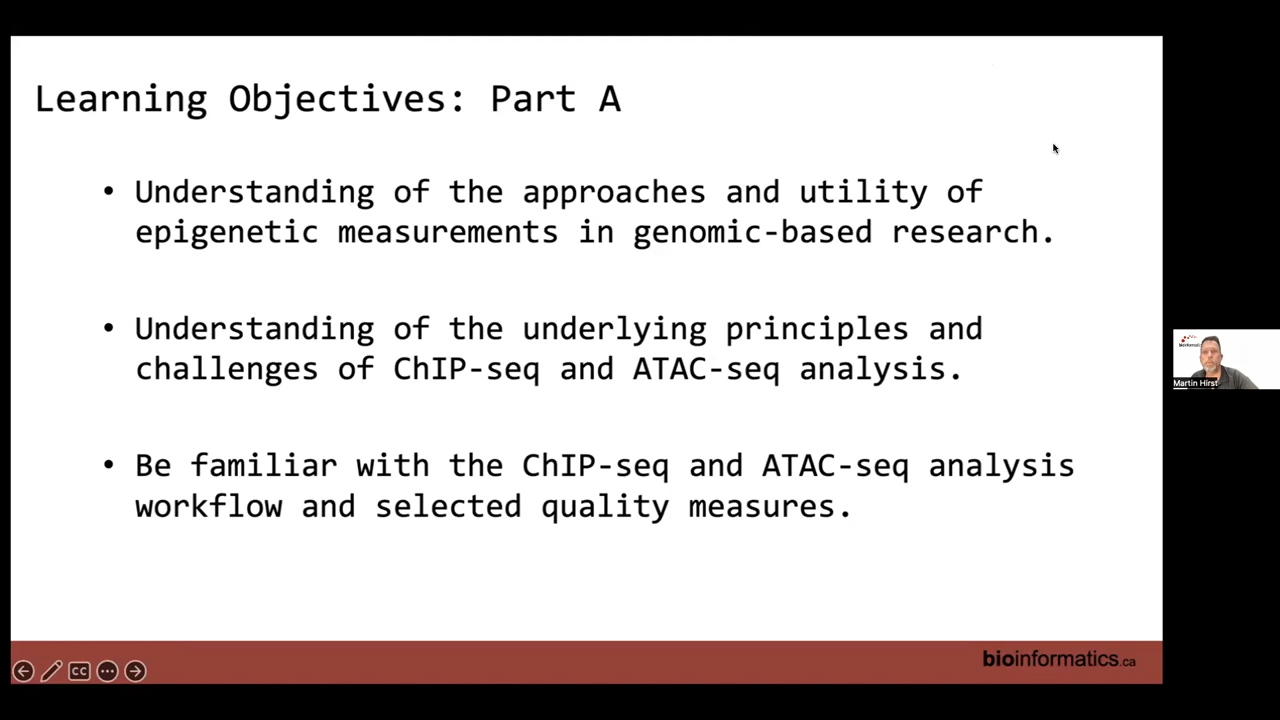 Learning Objectives: Part A
• Understanding of the approaches and utility of
epigenetic measurements in genomic-based research.
• Understanding of the underlying principles and
challenges of ChIP-seq and ATAC-seq analysis.
• Be familiar with the ChIP-seq and ATAC-seq analysis
workflow and selected quality measures.
bioinformatics.ca
CC
Martin Hirst